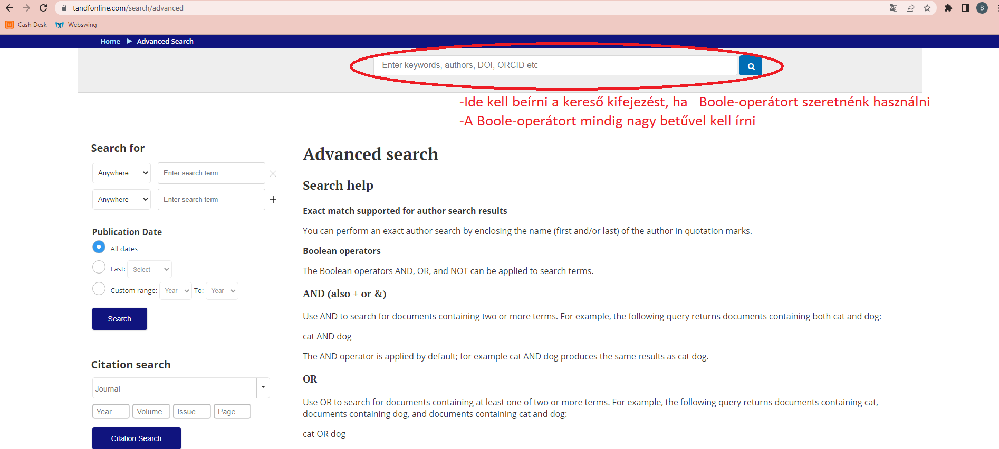 tandfonline.com/search/advanced
B
Cash Desk Webswing
Home ▶ Advanced Search
Enter keywords, authors, DOI, ORCID etc
-Ide kell beírni a kereső kifejezést, ha Boole-operátort szeretnénk használni
-A Boole-operátort mindig nagy betűvel kell írni
Search for
Anywhere Enter search term
Anywhere Enter search term
Publication Date
All dates
Last: Select
Custom range: Year To: Year
Search
Citation search
Journal
Year Volume Issue Page
Citation Search
Advanced search
Search help
Exact match supported for author search results
You can perform an exact author search by enclosing the name (first and/or last) of the author in quotation marks.
Boolean operators
The Boolean operators AND, OR, and NOT can be applied to search terms.
AND (also + or &)
Use AND to search for documents containing two or more terms. For example, the following query returns documents containing both cat and dog:
cat AND dog
The AND operator is applied by default; for example cat AND dog produces the same results as cat dog.
OR
Use OR to search for documents containing at least one of two or more terms. For example, the following query returns documents containing cat,
documents containing dog, and documents containing cat and dog:
cat OR dog